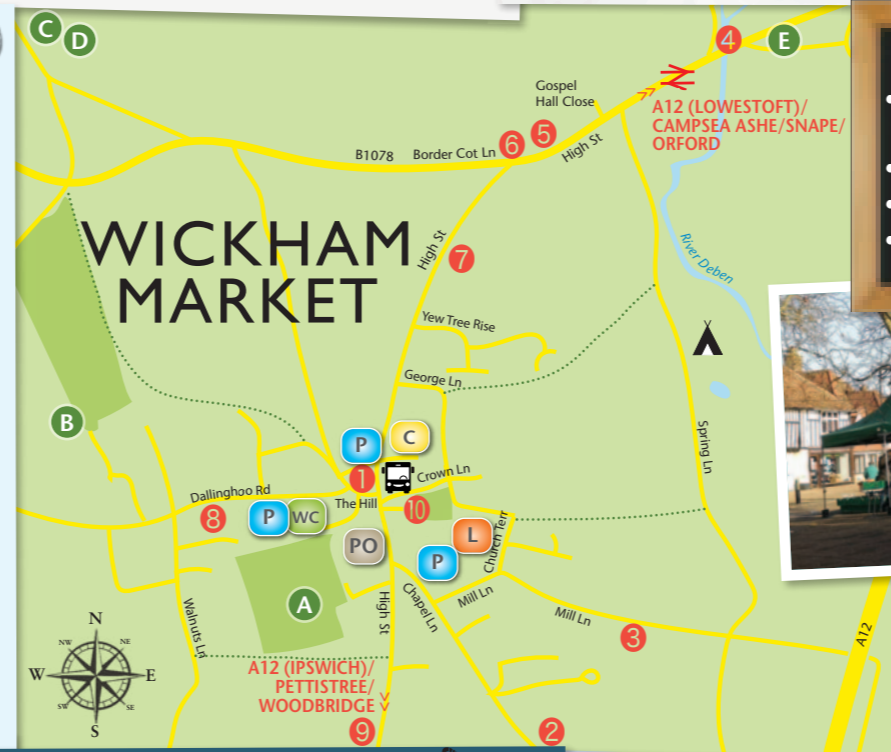 C
D
4
E
Gospel
Hall Close
A12 (LOWESTOFT)/
CAMPSEA ASHE/SNAPE/
ORFORD
6
5
High St
B1078
Border Cot Ln
WICKHAM
MARKET
High St
7
River Deben
Yew Tree Rise
George Ln
B
P
C
1
Crown Ln
Spring Ln
Dallinghoo Rd
The Hill
10
8
P
WC
PO
L
P
Church Terr
A
Walnuts Ln
High St
Chapel Ln
Mill Ln
Mill Ln
3
A12
N
NW
NE
W
E
SW
SE
S
A12 (IPSWICH)/
PETTISTREE/
WOODBRIDGE
9
2